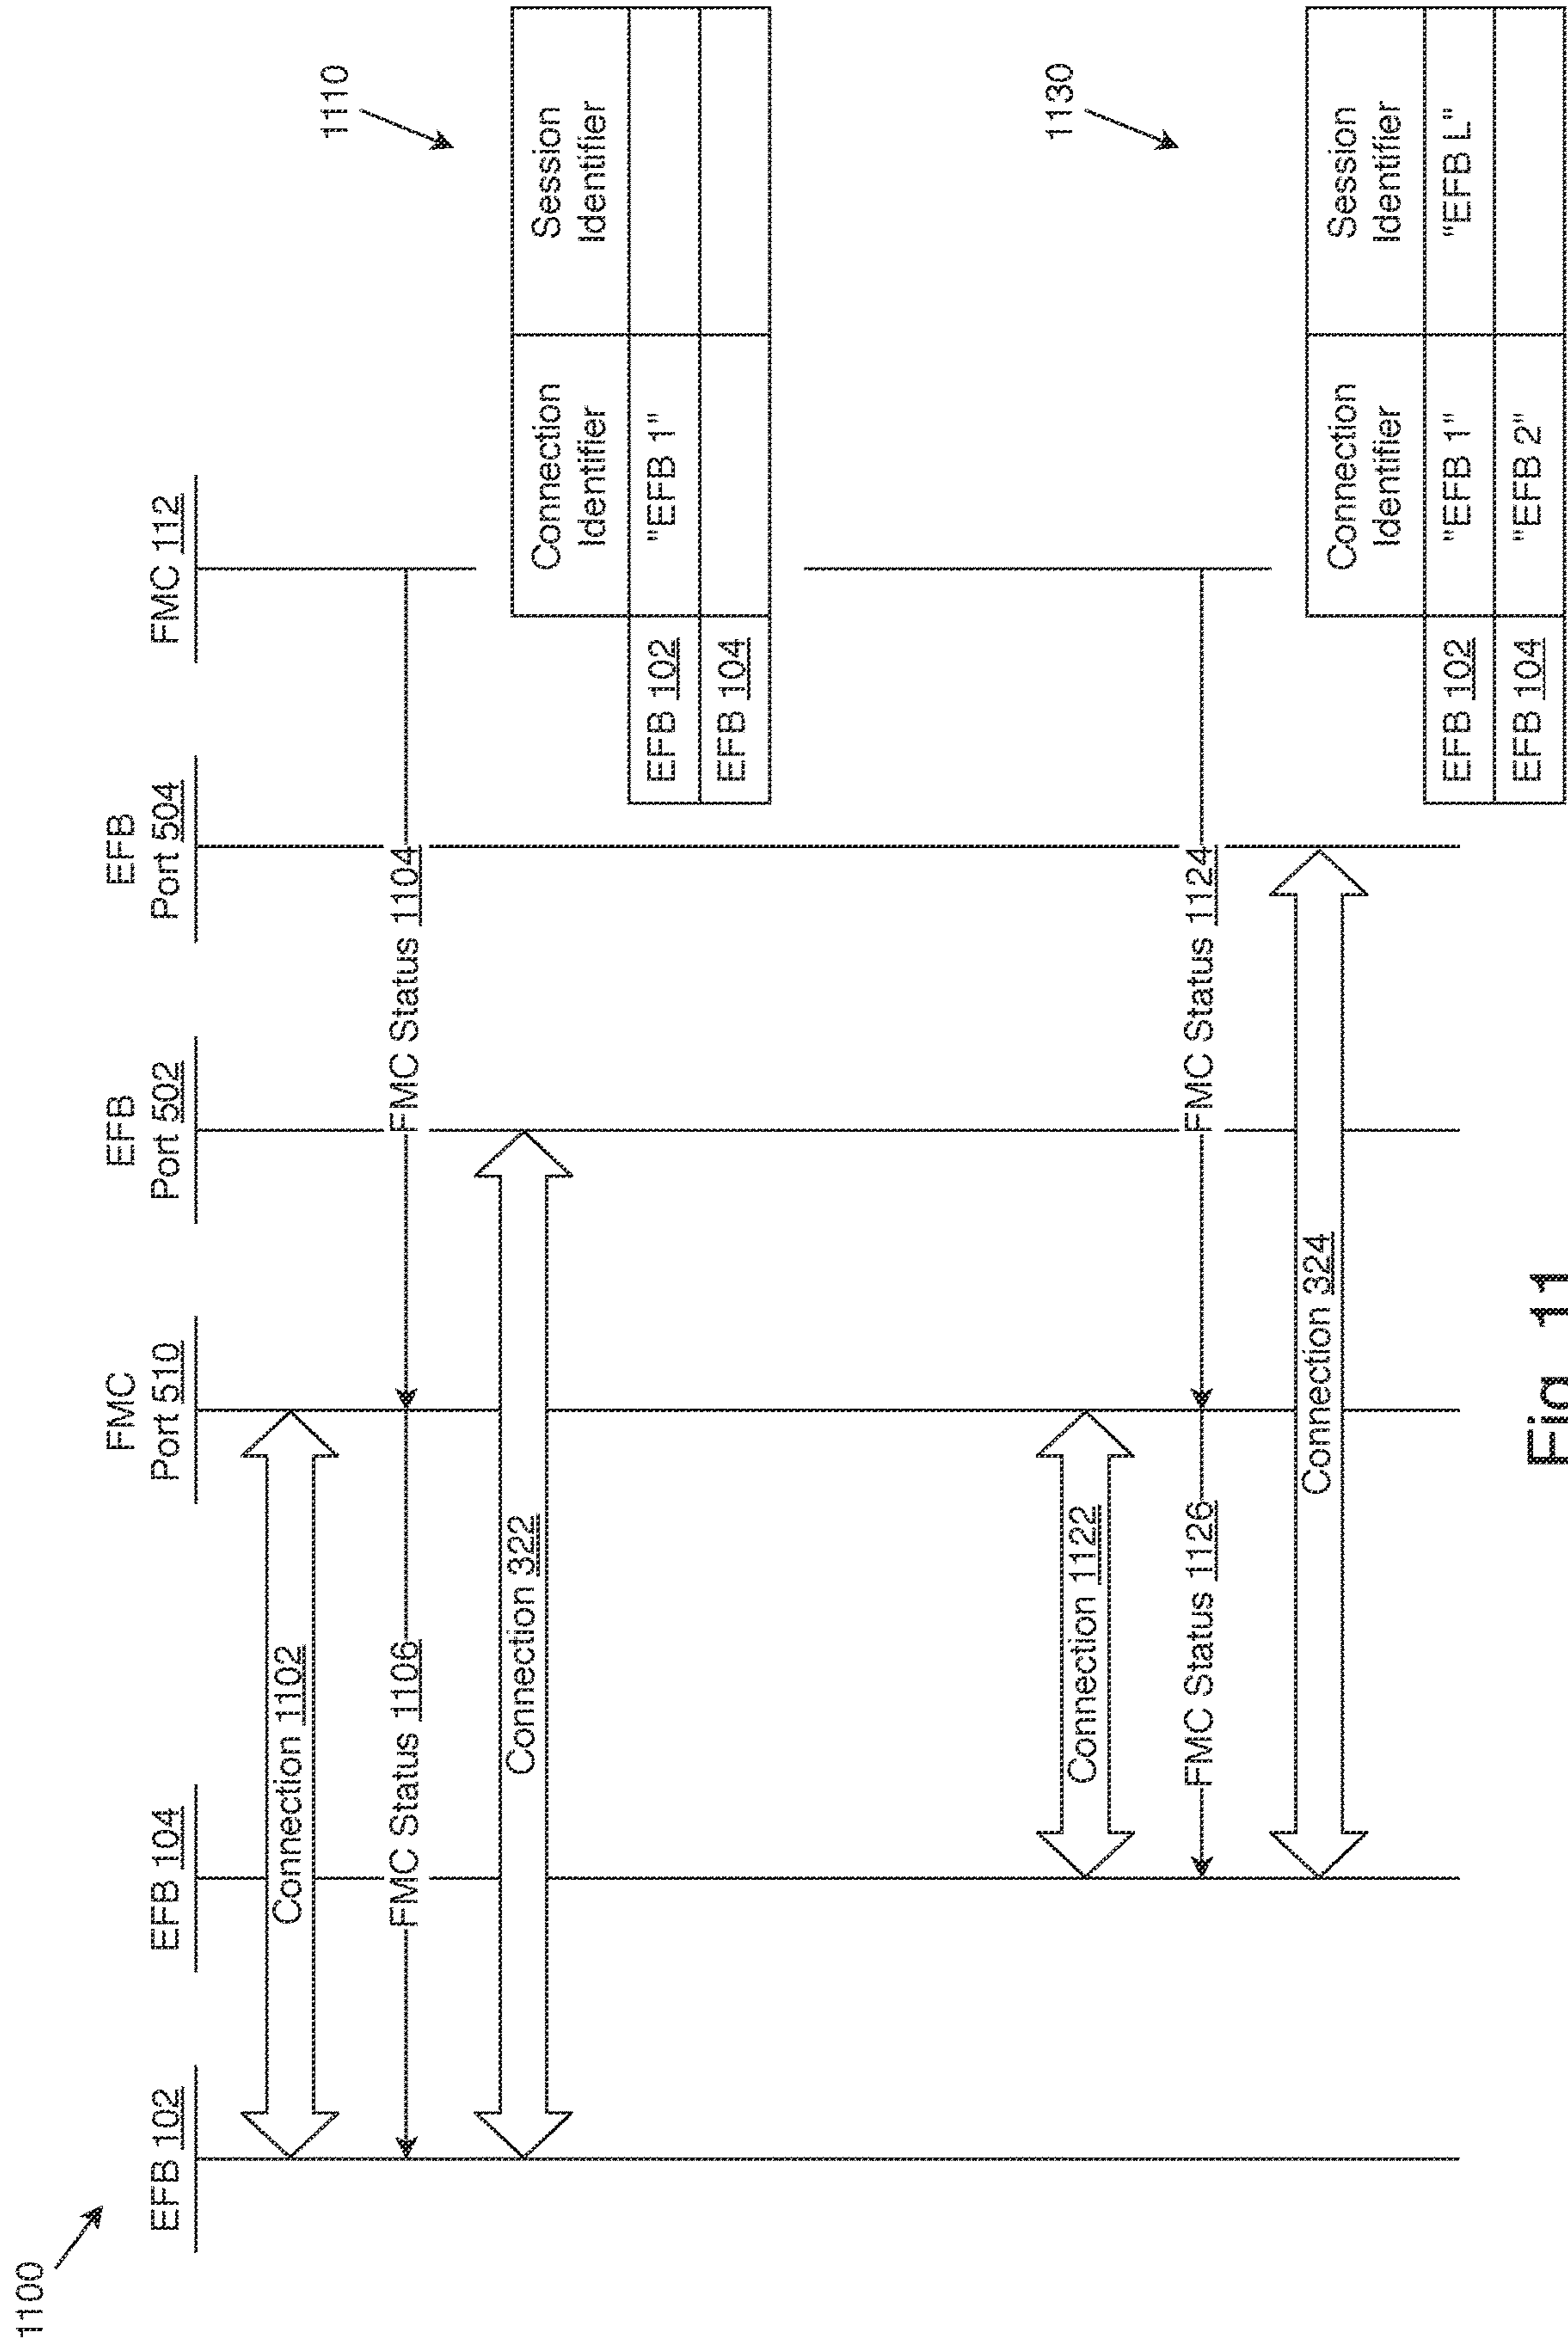 1100
EFB 102
EFB 104
FMC
Port 510
EFB
Port 502
EFB
Port 504
FMC 112
Connection 1102
FMC Status 1106
FMC Status 1104
Connection 322
1110
Connection
Identifier
Session
Identifier
EFB 102
"EFB 1"
EFB 104
Connection 1122
FMC Status 1126
FMC Status 1124
Connection 324
1130
Connection
Identifier
Session
Identifier
EFB 102
"EFB 1"
"EFB L"
EFB 104
"EFB 2"
Fig. 11